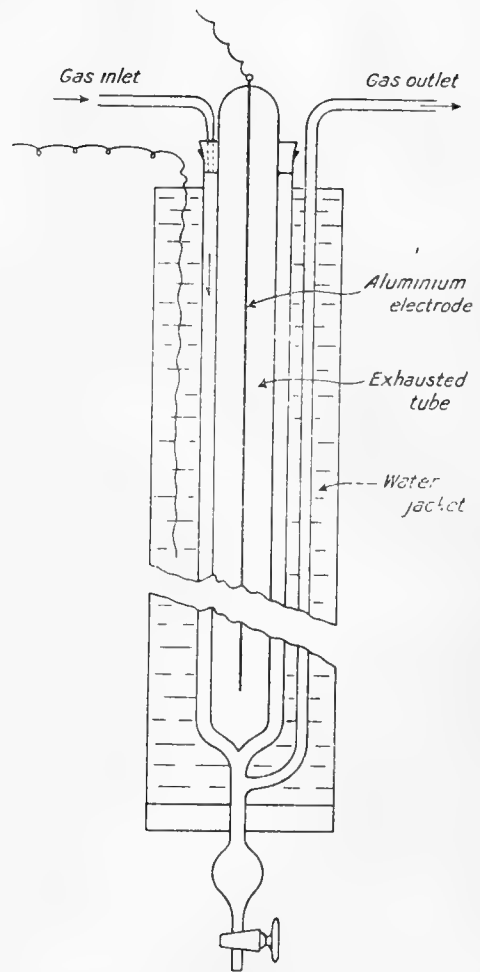 Gas inlet
Gas outlet
Aluminium
electrode
Exhausted
tube
Water
jacket